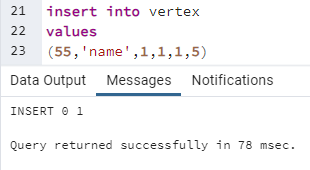 21 insert into vertex
22 values
23 (55,'name',1,1,1,5)
Data Output Messages Notifications
INSERT 0 1
Query returned successfully in 78 msec.